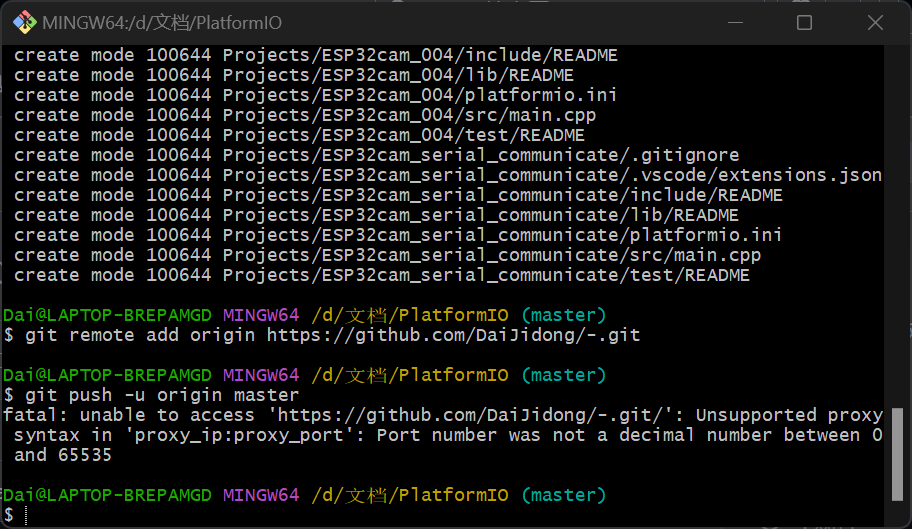 MINGW64:/d/文档/PlatformIO
create mode 100644 Projects/ESP32cam_004/include/README
create mode 100644 Projects/ESP32cam_004/lib/README
create mode 100644 Projects/ESP32cam_004/platformio.ini
create mode 100644 Projects/ESP32cam_004/src/main.cpp
create mode 100644 Projects/ESP32cam_004/test/README
create mode 100644 Projects/ESP32cam_serial_communicate/.gitignore
create mode 100644 Projects/ESP32cam_serial_communicate/.vscode/extensions.json
create mode 100644 Projects/ESP32cam_serial_communicate/include/README
create mode 100644 Projects/ESP32cam_serial_communicate/lib/README
create mode 100644 Projects/ESP32cam_serial_communicate/platformio.ini
create mode 100644 Projects/ESP32cam_serial_communicate/src/main.cpp
create mode 100644 Projects/ESP32cam_serial_communicate/test/README
Dai@LAPTOP-BREPAMGD MINGW64 /d/文档/PlatformIO (master)
$ git remote add origin https://github.com/DaiJidong/-.git
Dai@LAPTOP-BREPAMGD MINGW64 /d/文档/PlatformIO (master)
$ git push -u origin master
fatal: unable to access 'https://github.com/DaiJidong/-.git/': Unsupported proxy
syntax in 'proxy_ip:proxy_port': Port number was not a decimal number between 0
and 65535
Dai@LAPTOP-BREPAMGD MINGW64 /d/文档/PlatformIO (master)
$